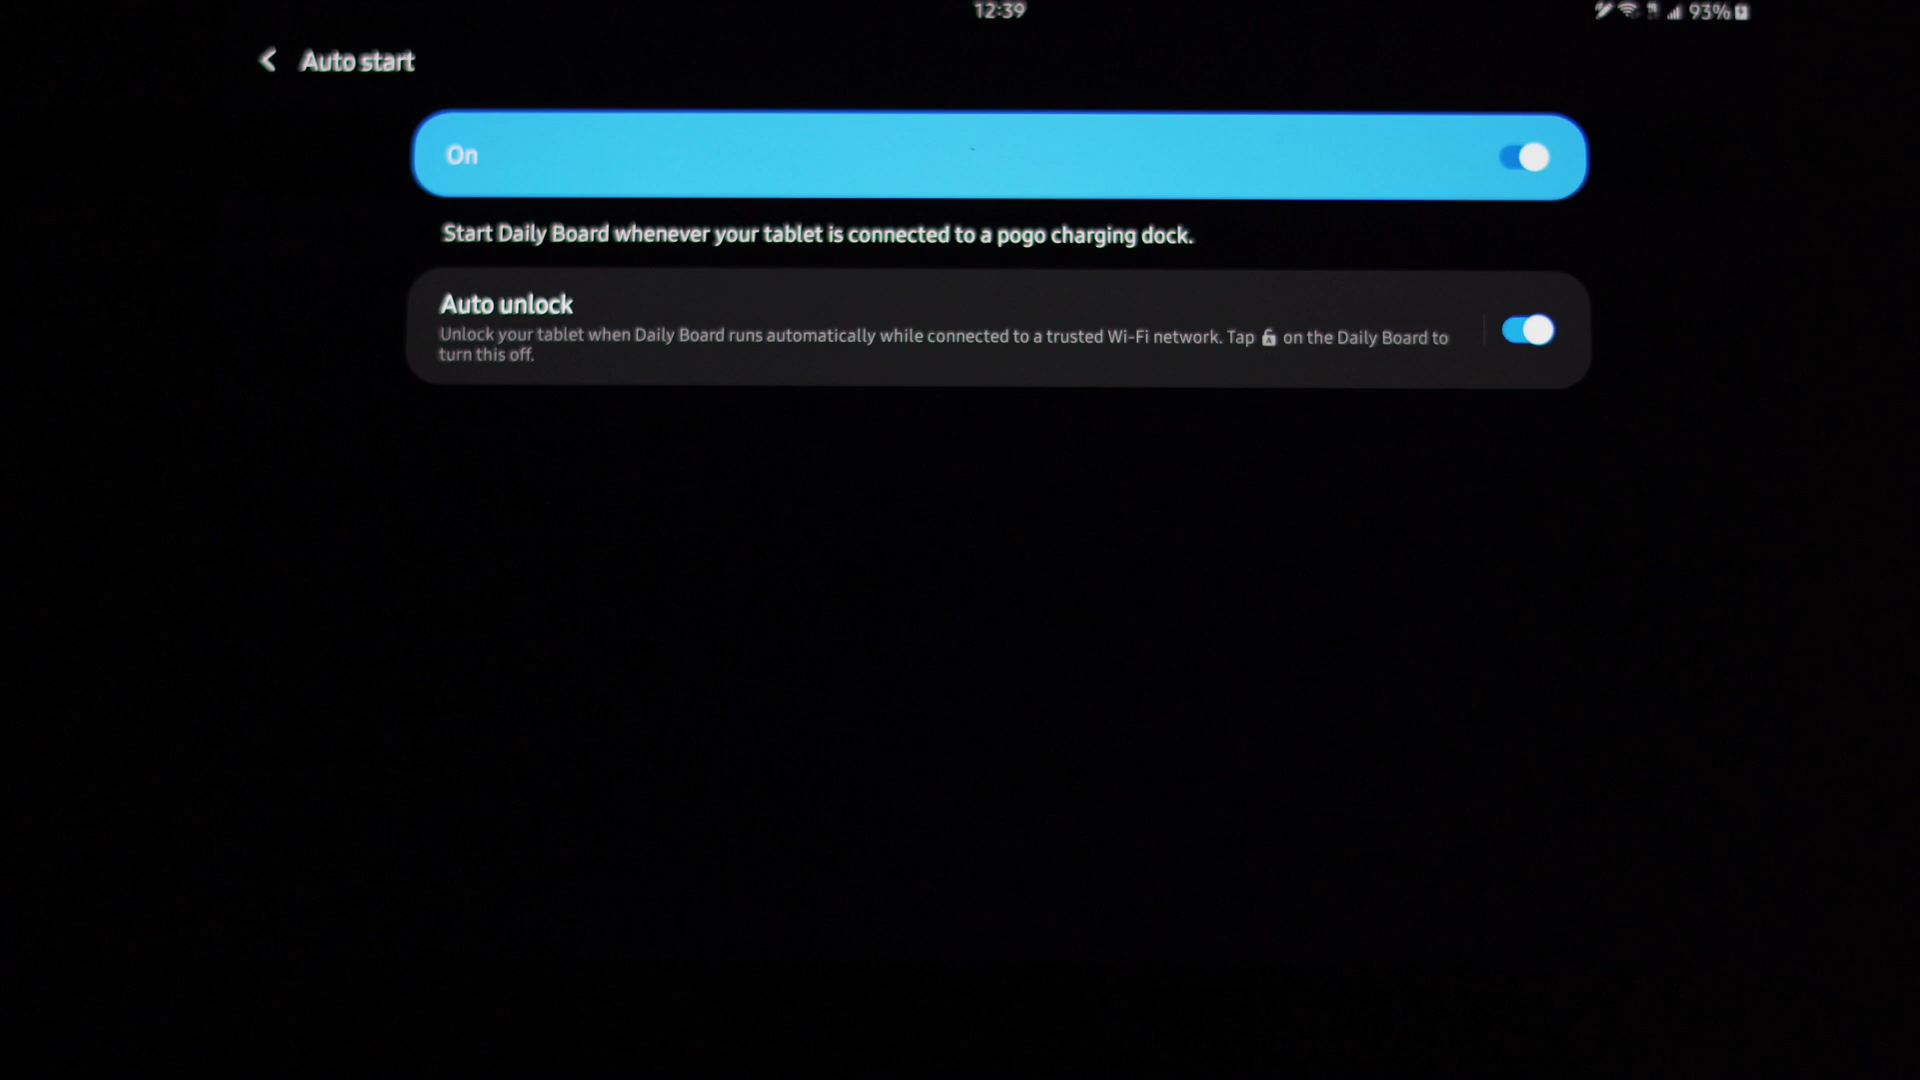 12:39
93%
Auto start
On
Start Daily Board whenever your tablet is connected to a pogo charging dock.
Auto unlock
Unlock your tablet when Daily Board runs automatically while connected to a trusted Wi-Fi network. Tap on the Daily Board to
turn this off.